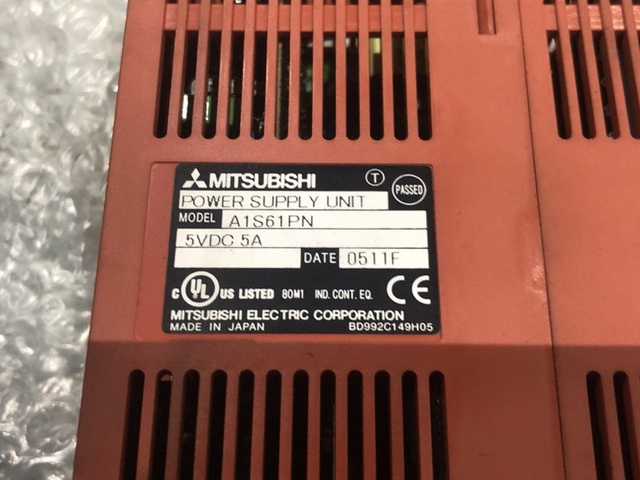 MITSUBISHI T PASSED
POWER SUPPLY UNIT
MODEL A1S61PN
5VDC 5A
DATE 0511F
C UL US LISTED 80M1 IND. CONT. EQ. CE
MITSUBISHI ELECTRIC CORPORATION
MADE IN JAPAN BD992C149H05